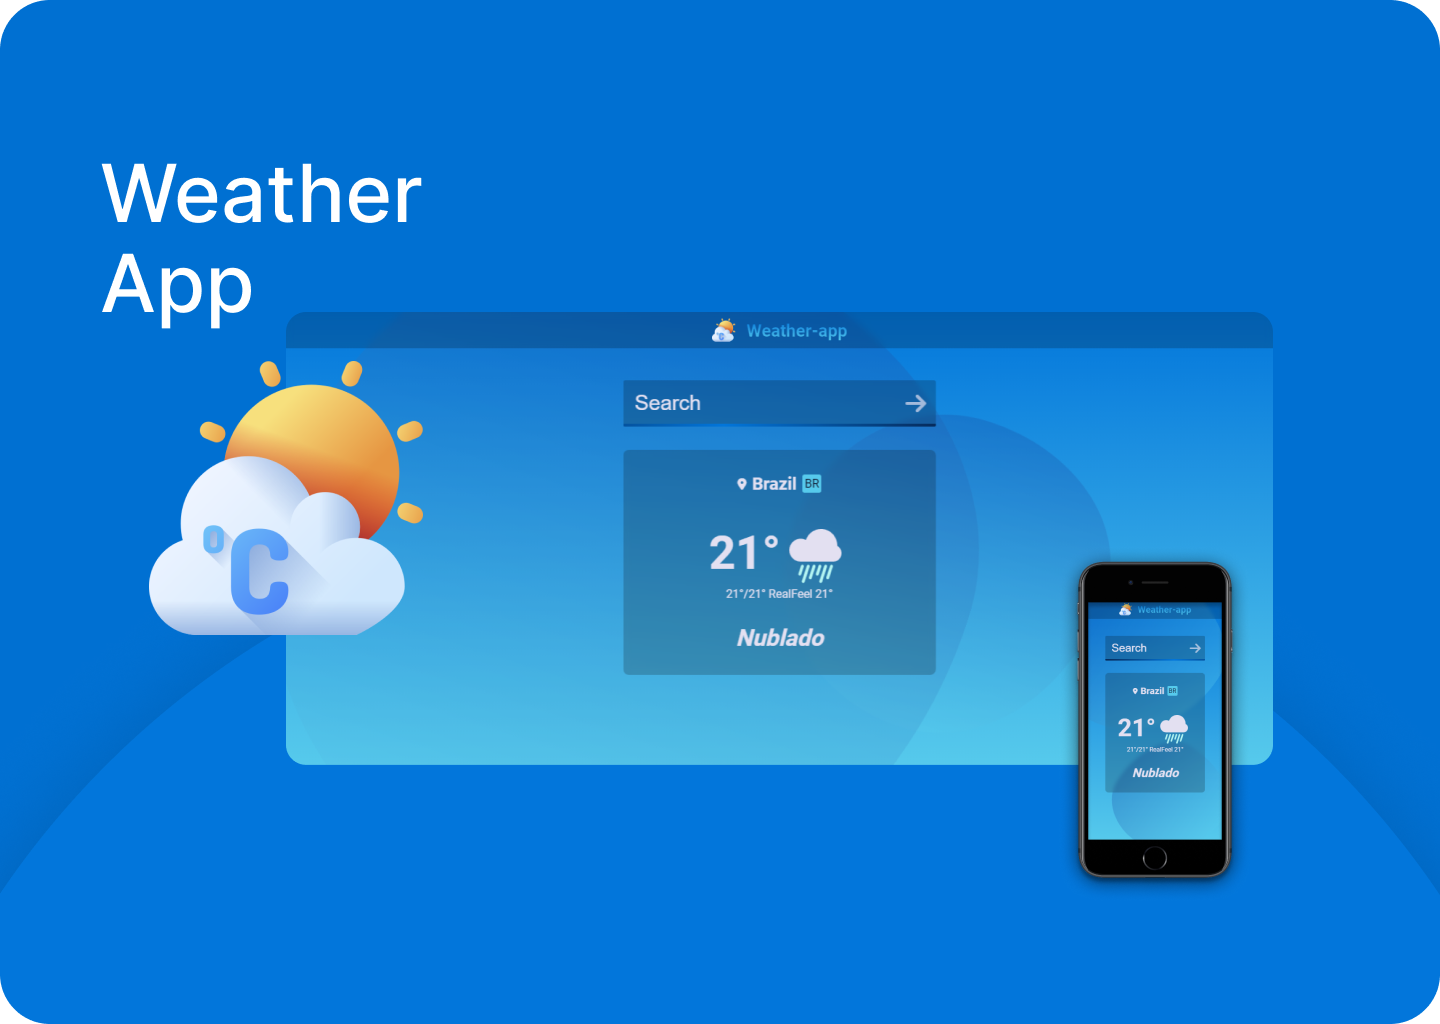 Weather
App
Weather-app
Search
Brazil BR
21°
21°/21° RealFeel 21°
Nublado
°C
Weather-app
Search
Brazil BR
21°
21°/21° RealFeel 21°
Nublado